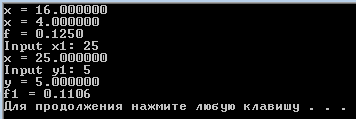 x = 16.000000
x = 4.000000
f = 0.1250
Input x1: 25
x = 25.000000
Input y1: 5
y = 5.000000
f1 = 0.1106
Для продолжения нажмите любую клавишу . . .